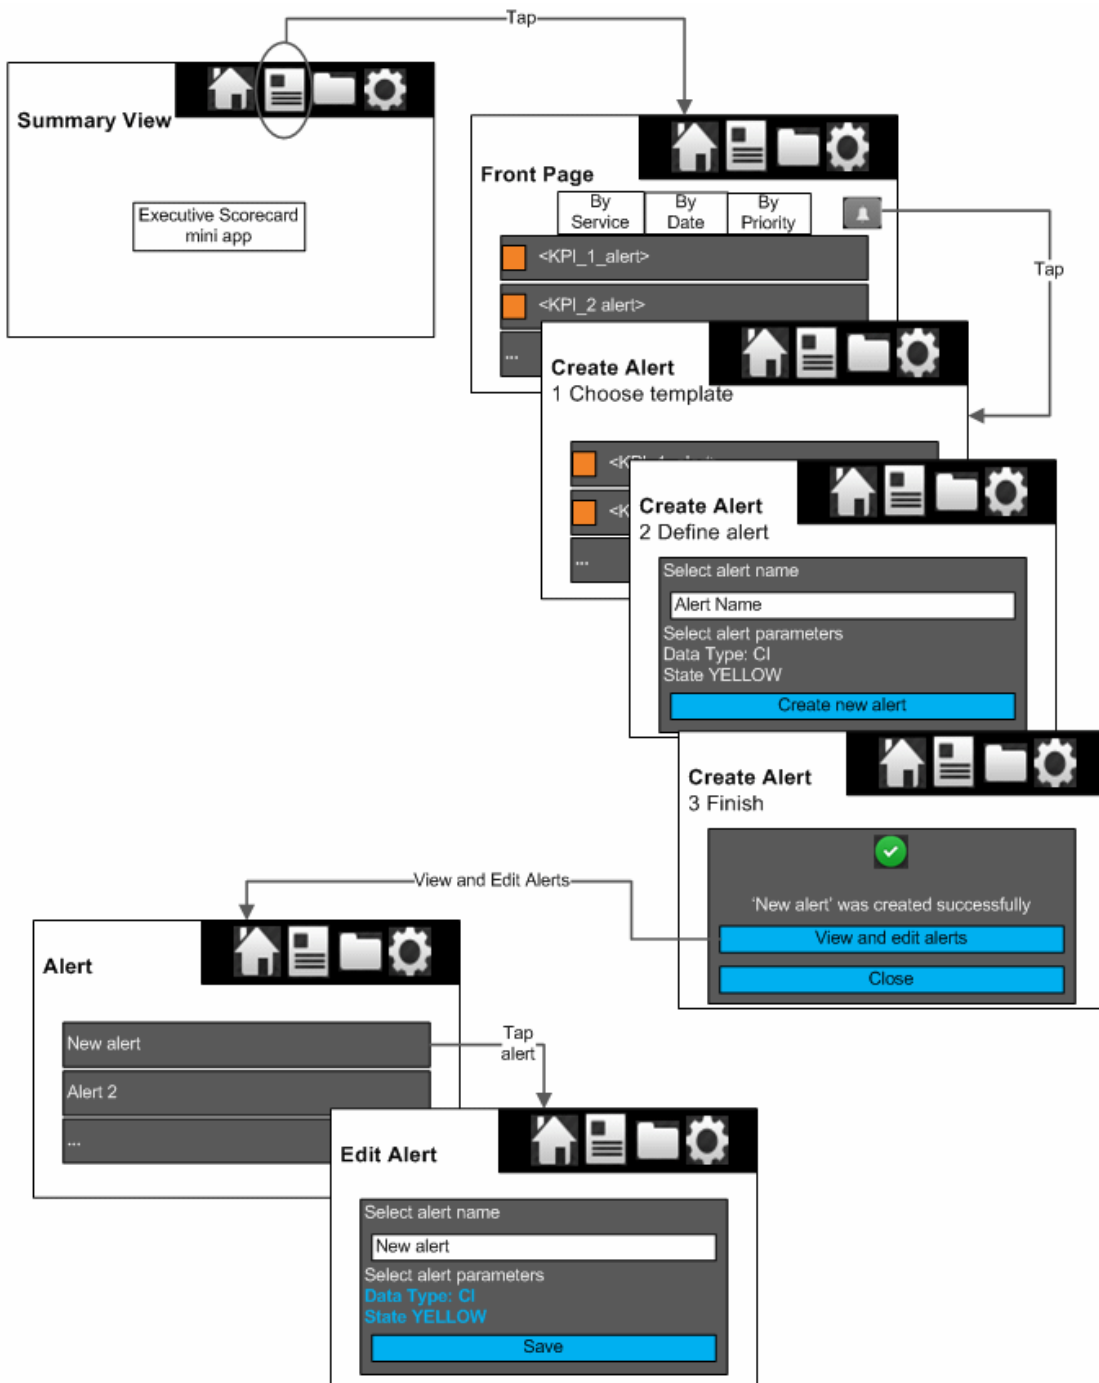 Tap
Summary View
Executive Scorecard
mini app
Front Page
By
Service
By
Date
By
Priority
<KPI_1_alert>
<KPI_2 alert>
...
Tap
Create Alert
1 Choose template
<K
...
Create Alert
2 Define alert
Select alert name
Alert Name
Select alert parameters
Data Type: CI
State YELLOW
Create new alert
Create Alert
3 Finish
'New alert' was created successfully
View and edit alerts
Close
View and Edit Alerts
Alert
New alert
Alert 2
...
Tap
alert
Edit Alert
Select alert name
New alert
Select alert parameters
Data Type: CI
State YELLOW
Save